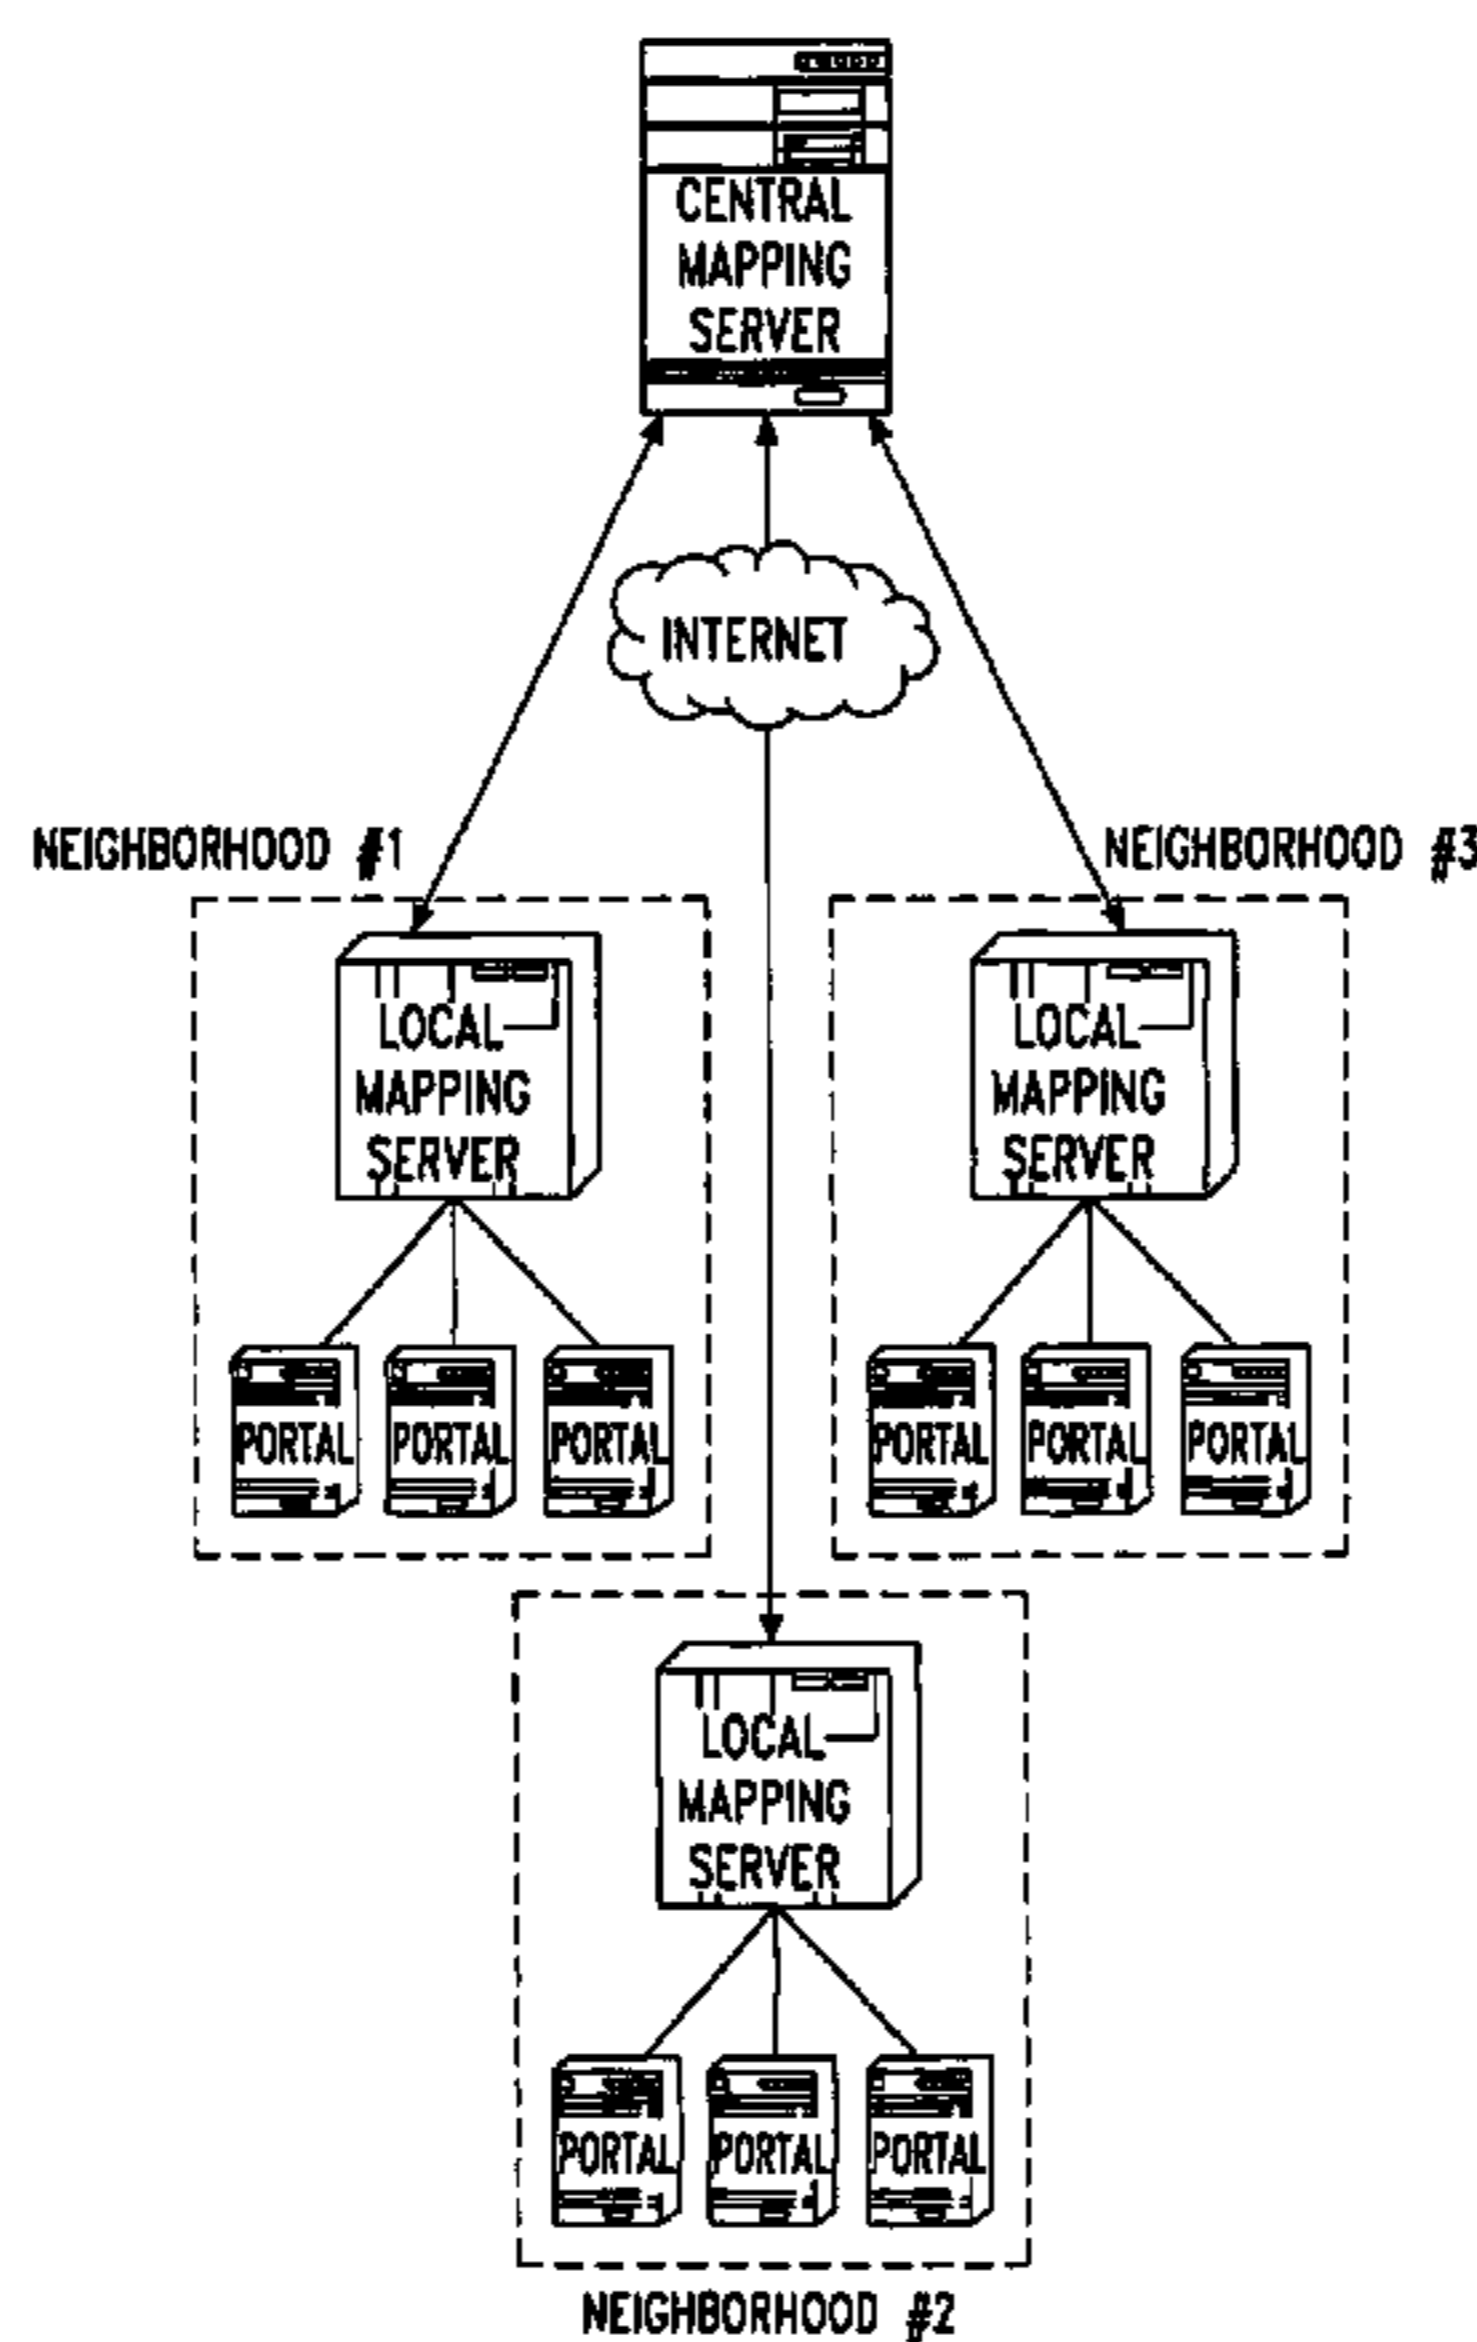 CENTRAL
MAPPING
SERVER
INTERNET
NEIGHBORHOOD #1
NEIGHBORHOOD #3
LOCAL
MAPPING
SERVER
LOCAL
MAPPING
SERVER
PORTAL PORTAL PORTAL
PORTAL PORTAL PORTAL
LOCAL
MAPPING
SERVER
PORTAL PORTAL PORTAL
NEIGHBORHOOD #2